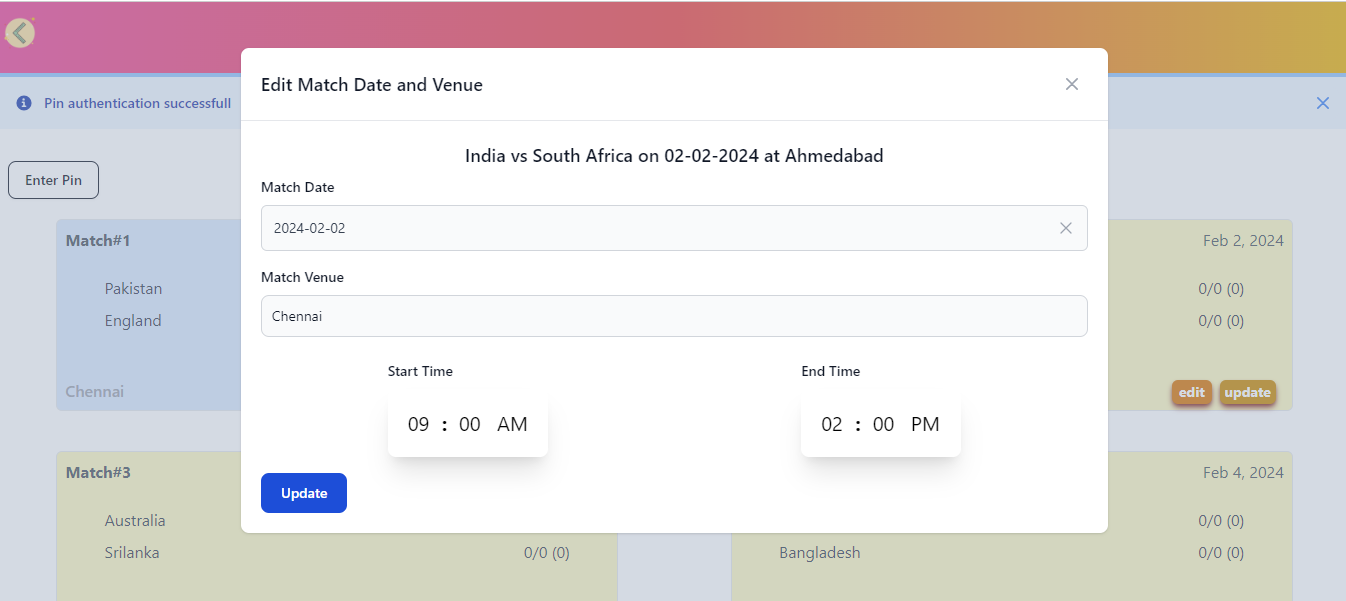 Edit Match Date and Venue
Pin authentication successfull
India vs South Africa on 02-02-2024 at Ahmedabad
Enter Pin
Match Date
2024-02-02
Match#1
Feb 2, 2024
Match Venue
Pakistan
0/0 (0)
Chennai
England
0/0 (0)
Start Time
End Time
Chennai
edit
update
09 : 00 AM
02 : 00 PM
Match#3
Feb 4, 2024
Update
Australia
0/0 (0)
Srilanka
0/0 (0)
Bangladesh
0/0 (0)